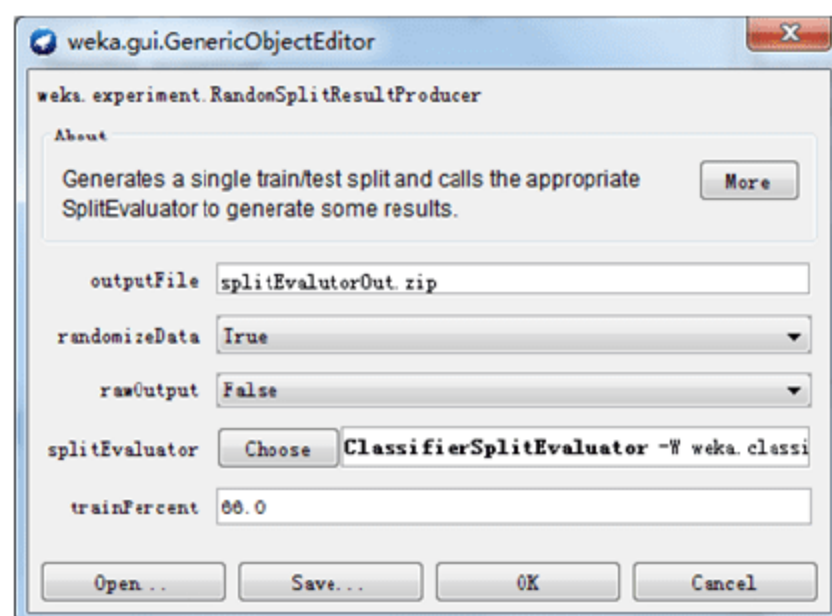 weka.gui.GenericObjectEditor
weka.experiment.RandomSplitResultProducer
About
Generates a single train/test split and calls the appropriate
SplitEvaluator to generate some results.
More
outputFile splitEvalutorOut.zip
randomizeData True
rawOutput False
splitEvaluator Choose ClassifierSplitEvaluator -W weka.classi
trainPercent 66.0
Open... Save... OK Cancel